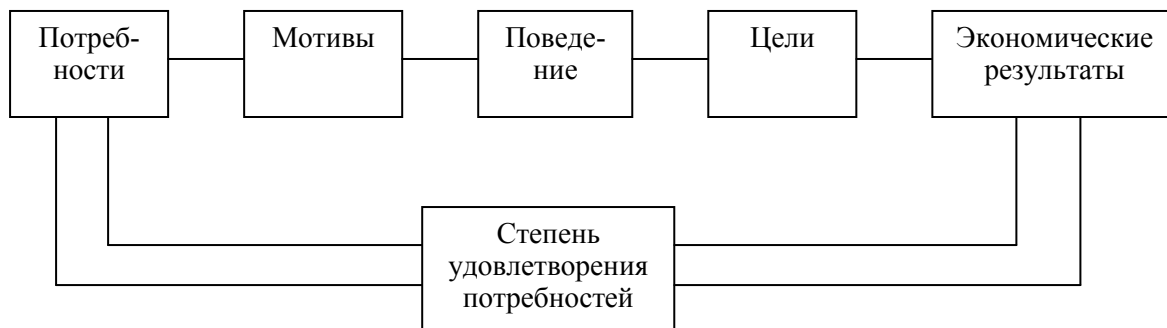 Потреб-
ности
Мотивы
Поведе-
ние
Цели
Экономические
результаты
Степень
удовлетворения
потребностей